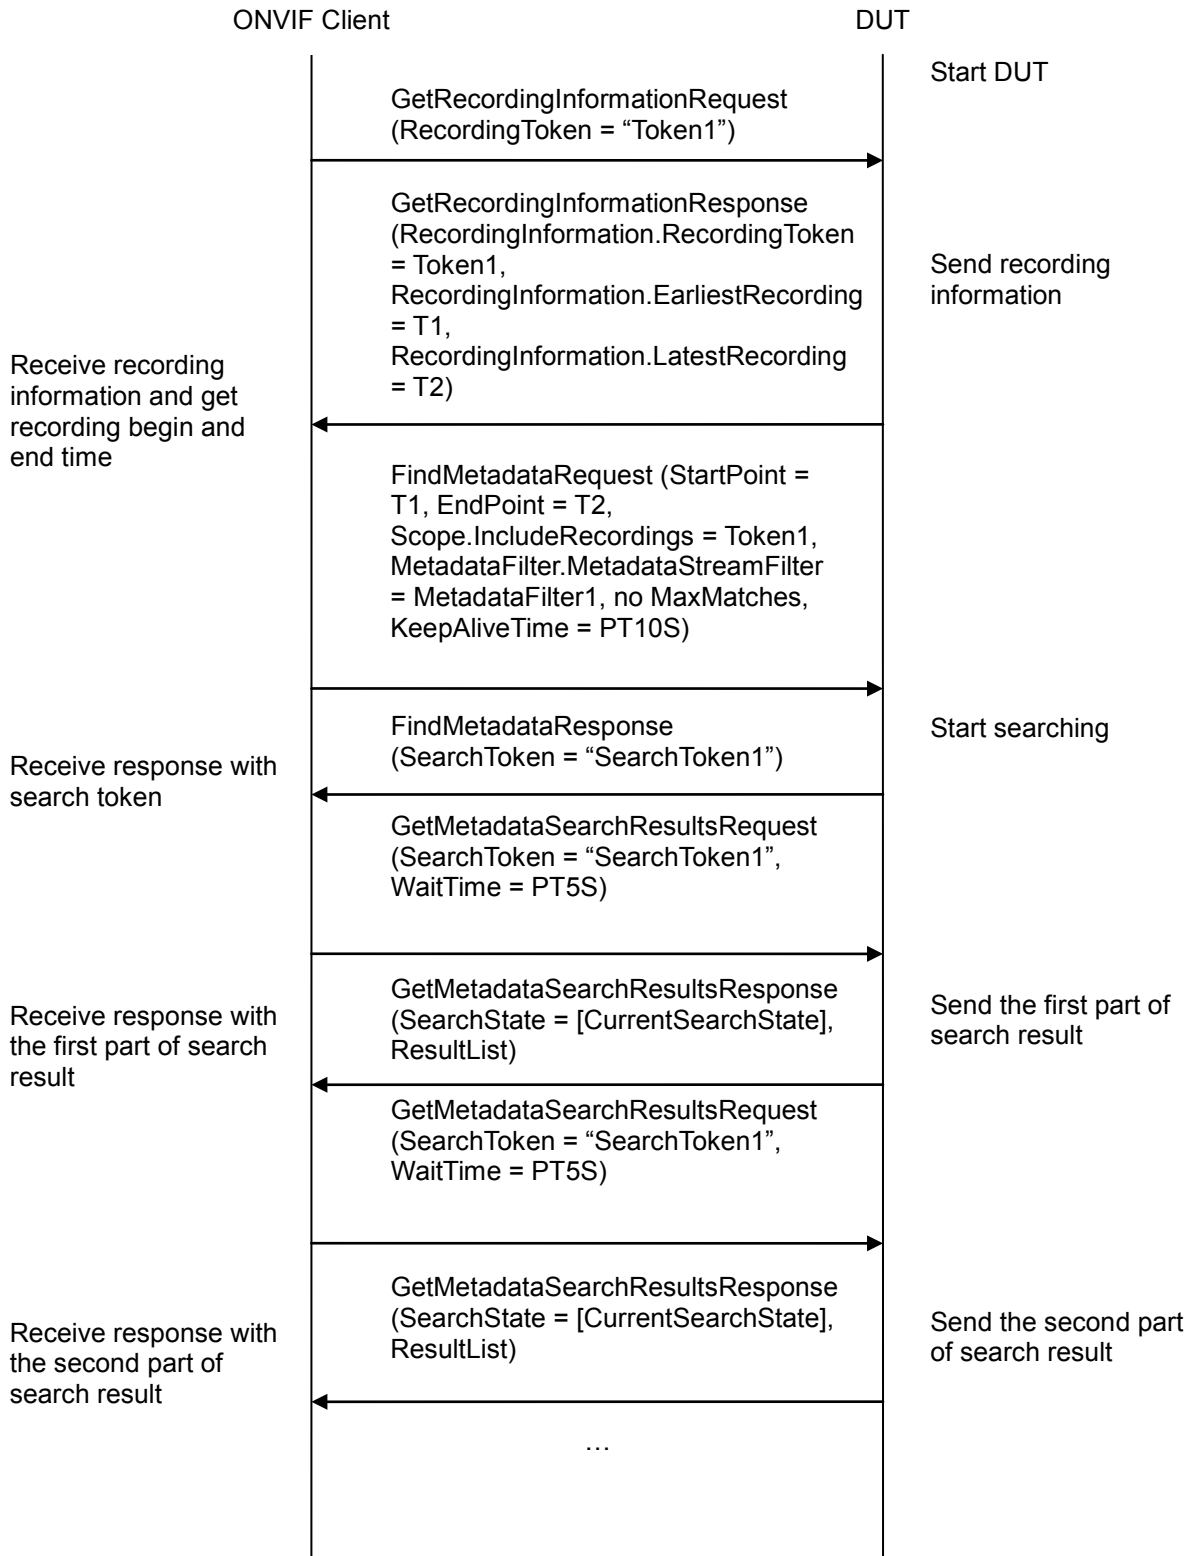 ONVIF Client
DUT
Start DUT
GetRecordingInformationRequest
(RecordingToken = “Token1”)
GetRecordingInformationResponse
(RecordingInformation.RecordingToken
= Token1,
RecordingInformation.EarliestRecording
= T1,
RecordingInformation.LatestRecording
= T2)
Send recording
information
Receive recording
information and get
recording begin and
end time
FindMetadataRequest (StartPoint =
T1, EndPoint = T2,
Scope.IncludeRecordings = Token1,
MetadataFilter.MetadataStreamFilter
= MetadataFilter1, no MaxMatches,
KeepAliveTime = PT10S)
Start searching
FindMetadataResponse
(SearchToken = “SearchToken1”)
Receive response with
search token
GetMetadataSearchResultsRequest
(SearchToken = “SearchToken1”,
WaitTime = PT5S)
GetMetadataSearchResultsResponse
(SearchState = [CurrentSearchState],
ResultList)
Send the first part of
search result
Receive response with
the first part of search
result
GetMetadataSearchResultsRequest
(SearchToken = “SearchToken1”,
WaitTime = PT5S)
GetMetadataSearchResultsResponse
(SearchState = [CurrentSearchState],
ResultList)
Send the second part
of search result
Receive response with
the second part of
search result
…